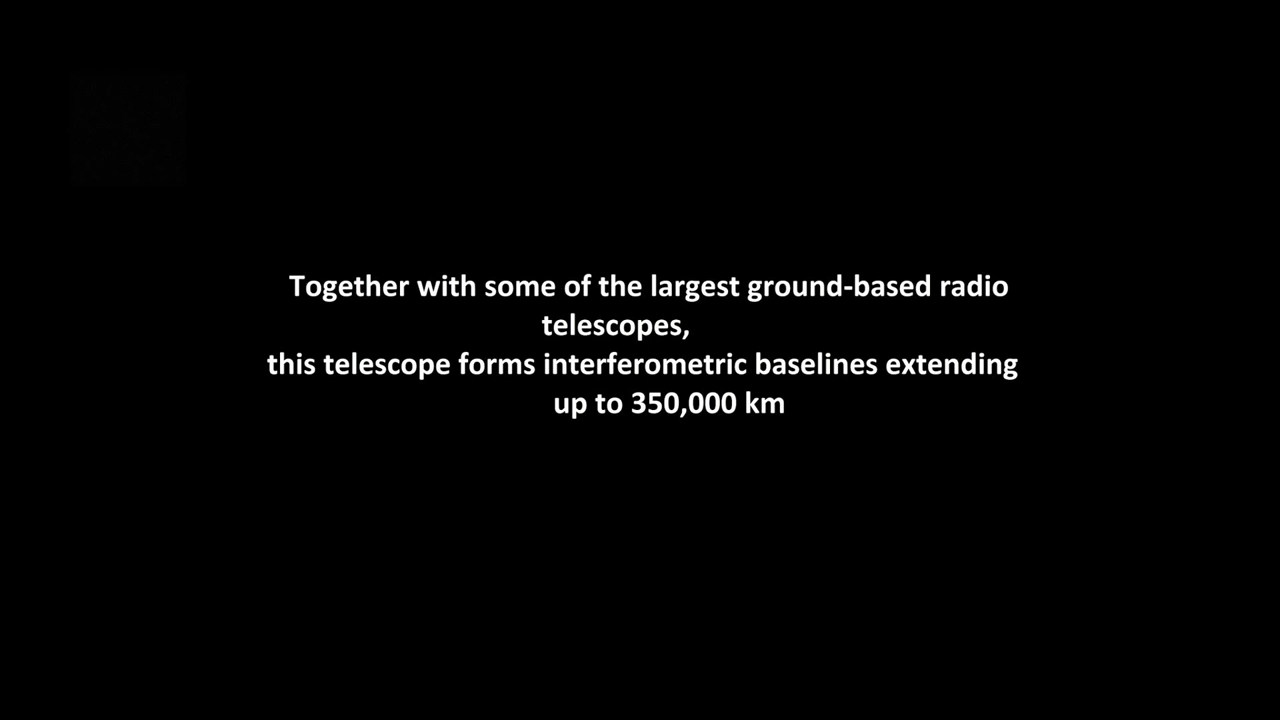 Together with some of the largest ground-based radio
telescopes,
this telescope forms interferometric baselines extending
up to 350,000 km